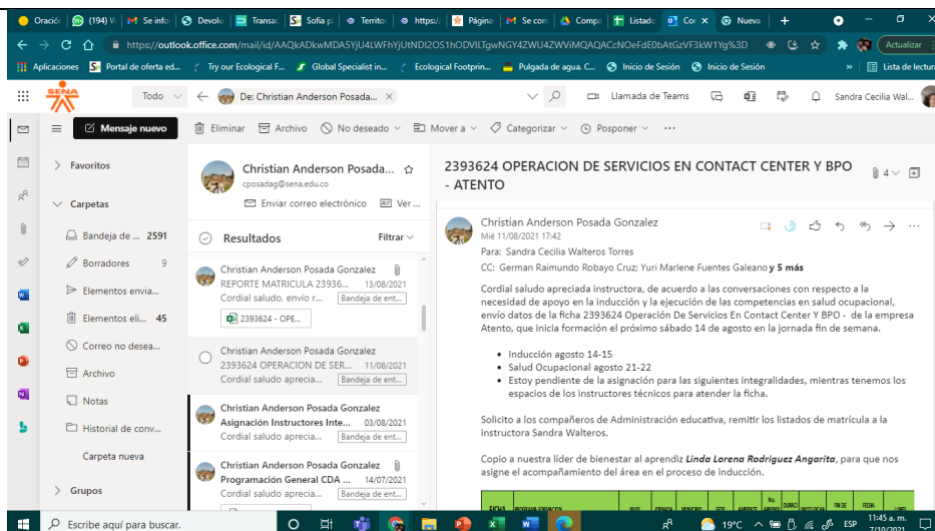 Oració
(194) W
Se info
Devolu
Transac
Sofia p
Territo
https:/
Página
Se com
Compa
Listado
Co
Nueva
https://outlook.office.com/mail/id/
Actualizar
Aplicaciones
Portal de oferta ed...
Try our Ecological F...
Global Specialist in...
Ecological Footprin...
Pulgada de agua. C...
Inicio de Sesión
Inicio de Sesión
Lista de lectura
SENA
Todo
De: Christian Anderson Posada...
Llamada de Teams
Sandra Cecilia Wal...
Mensaje nuevo
Eliminar
Archivo
No deseado
Mover a
Categorizar
Posponer
Favoritos
Carpetas
Bandeja de ... 2591
Borradores 9
Elementos envia...
Elementos eli... 45
Correo no desea...
Archivo
Notas
Historial de conv...
Carpeta nueva
Grupos
Christian Anderson Posada...
cposadag@sena.edu.co
Enviar correo electrónico
Ver ...
Resultados
Filtrar
Christian Anderson Posada Gonzalez
REPORTE MATRICULA 23936... 13/08/2021
Cordial saludo, envío r... Bandeja de ent...
2393624 - OPE...
Christian Anderson Posada Gonzalez
2393624 OPERACION DE SER... 11/08/2021
Cordial saludo aprecia... Bandeja de ent...
Christian Anderson Posada Gonzalez
Asignación Instructores Inte... 03/08/2021
Cordial saludo aprecia... Bandeja de ent...
Christian Anderson Posada Gonzalez
Programación General CDA ... 14/07/2021
Cordial saludo aprecia... Bandeja de ent...
2393624 OPERACION DE SERVICIOS EN CONTACT CENTER Y BPO
- ATENTO
4
Christian Anderson Posada Gonzalez
Mié 11/08/2021 17:42
Para: Sandra Cecilia Walteros Torres
CC: German Raimundo Robayo Cruz; Yuri Marlene Fuentes Galeano y 5 más
Cordial saludo apreciada instructora, de acuerdo a las conversaciones con respecto a la
necesidad de apoyo en la inducción y la ejecución de las competencias en salud ocupacional,
envío datos de la ficha 2393624 Operación De Servicios En Contact Center Y BPO - de la empresa
Atento, que inicia formación el próximo sábado 14 de agosto en la jornada fin de semana.
• Inducción agosto 14-15
• Salud Ocupacional agosto 21-22
• Estoy pendiente de la asignación para las siguientes integralidades, mientras tenemos los
espacios de los instructores técnicos para atender la ficha.
Solicito a los compañeros de Administración educativa, remitir los listados de matrícula a la
instructora Sandra Walteros.
Copio a nuestra líder de bienestar al aprendiz Linda Lorena Rodriguez Angarita, para que nos
asigne el acompañamiento del área en el proceso de inducción.
FICHA
Escribe aquí para buscar.
19°C
ESP
11:45 a. m.
7/10/2021